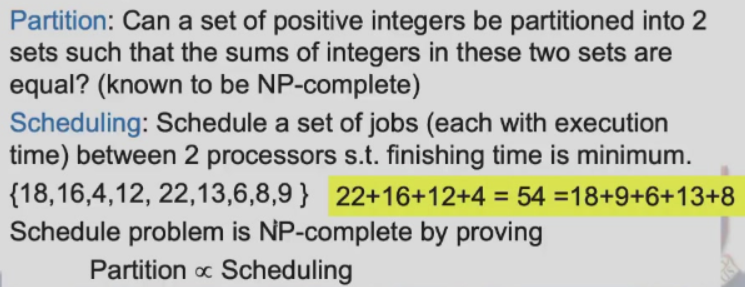 Partition: Can a set of positive integers be partitioned into 2
sets such that the sums of integers in these two sets are
equal? (known to be NP-complete)
Scheduling: Schedule a set of jobs (each with execution
time) between 2 processors s.t. finishing time is minimum.
{18,16,4,12, 22,13,6,8,9 } 22+16+12+4 = 54 =18+9+6+13+8
Schedule problem is NP-complete by proving
Partition ∝ Scheduling